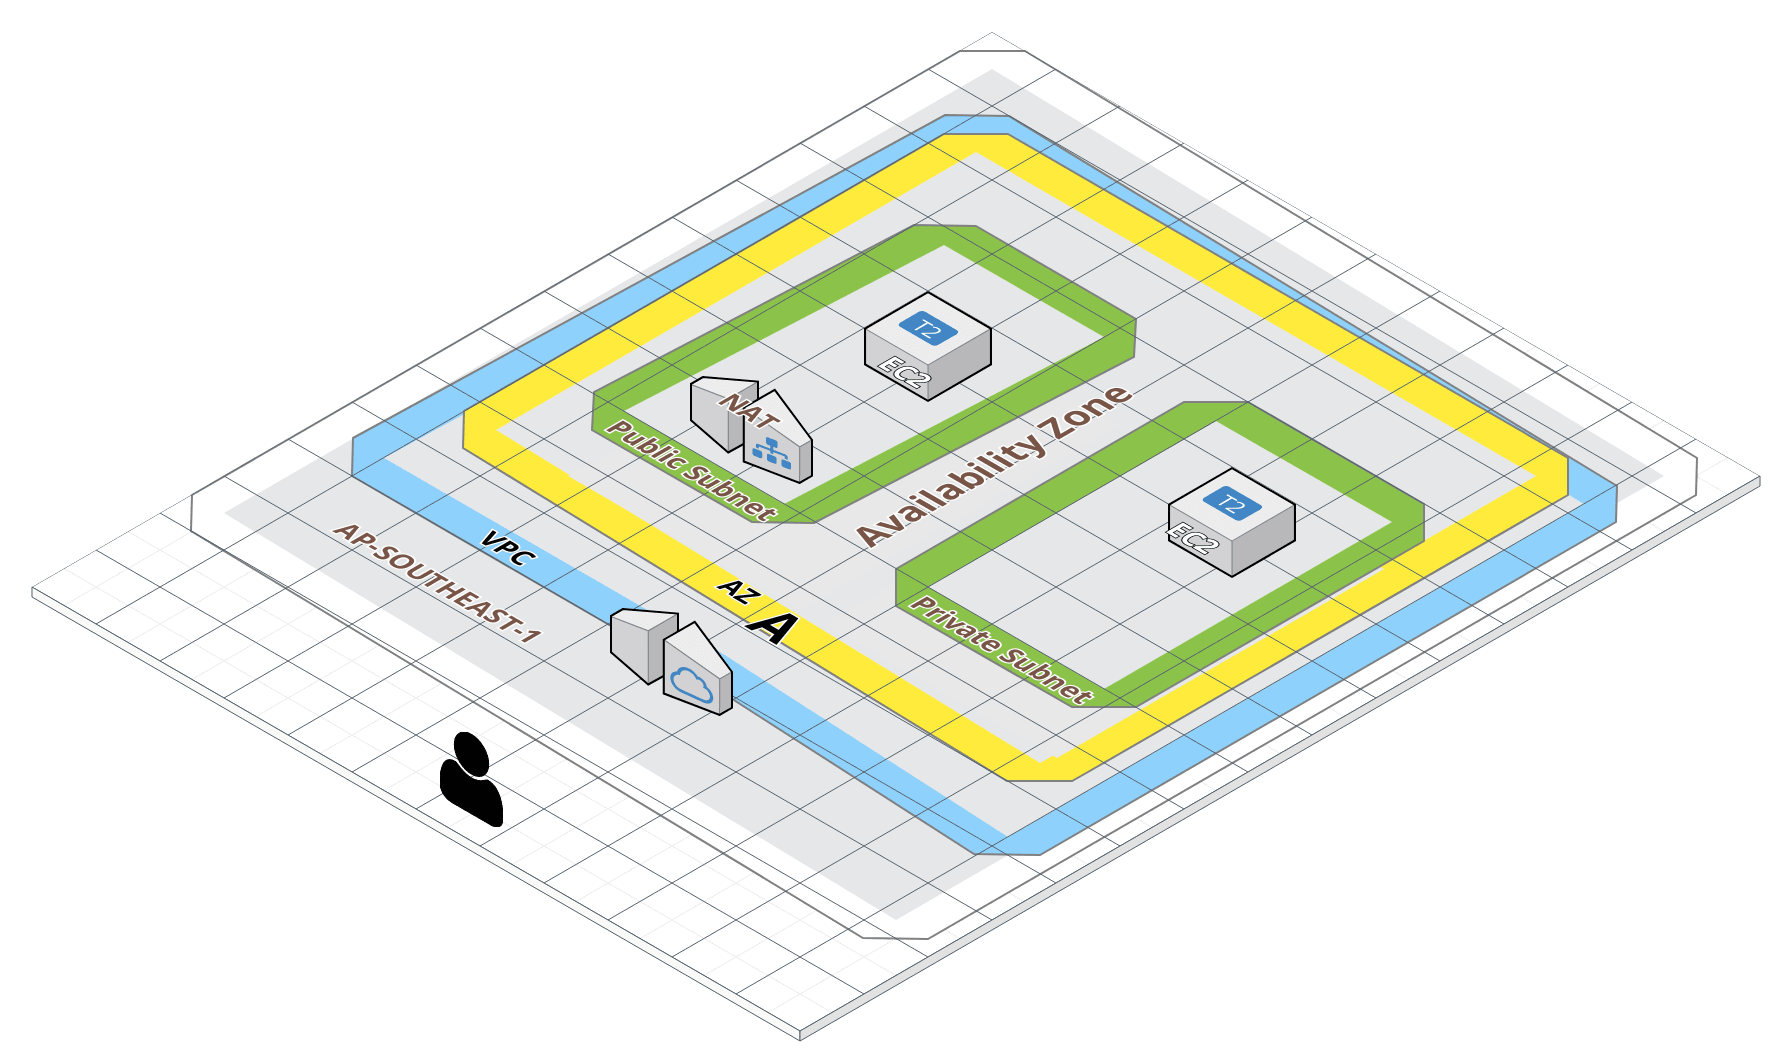 T2
EC2
NAT
Public Subnet
Availability Zone
T2
EC2
Private Subnet
AP-SOUTHEAST-1
VPC
AZ
A